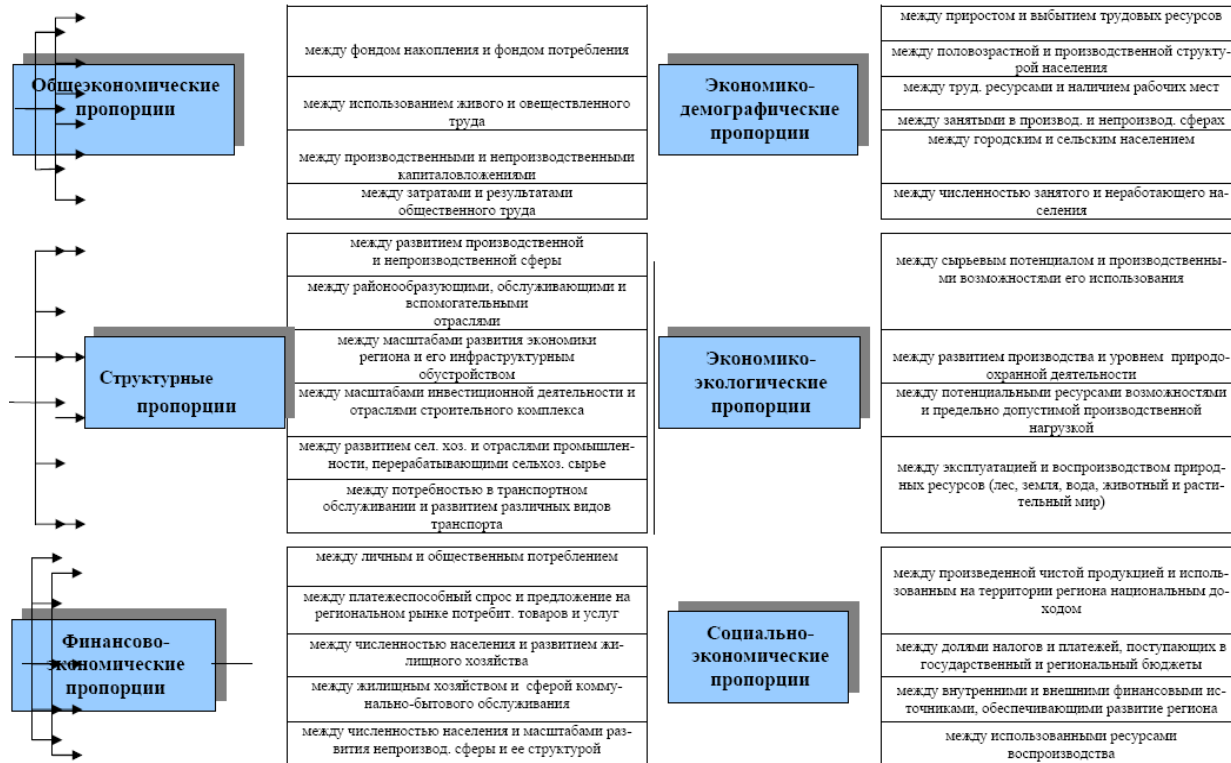 Общеэкономические
пропорции
между фондом накопления и фондом потребления
между использованием живого и овеществленного
труда
между производственными и непроизводственными
капиталовложениями
между затратами и результатами
общественного труда
Экономико-
демографические
пропорции
между приростом и выбытием трудовых ресурсов
между половозрастной и производственной структу-
рой населения
между труд. ресурсами и наличием рабочих мест
между занятыми в производ. и непроизвод. сферах
между городским и сельским населением
между численностью занятого и неработающего на-
селения
Структурные
пропорции
между развитием производственной
и непроизводственной сферы
между районообразующими, обслуживающими и
вспомогательными
отраслями
между масштабами развития экономики
региона и его инфраструктурным
обустройством
между масштабами инвестиционной деятельности и
отраслями строительного комплекса
между развитием сел. хоз. и отраслями промышлен-
ности, перерабатывающими сельхоз. сырье
между потребностью в транспортном
обслуживании и развитием различных видов
транспорта
Экономико-
экологические
пропорции
между сырьевым потенциалом и производственны-
ми возможностями его использования
между развитием производства и уровнем природо-
охранной деятельности
между потенциальными ресурсами возможностями
и предельно допустимой производственной
нагрузкой
между эксплуатацией и воспроизводством природ-
ных ресурсов (лес, земля, вода, животный и расти-
тельный мир)
Финансово-
экономические
пропорции
между личным и общественным потреблением
между платежеспособный спрос и предложение на
региональном рынке потребит. товаров и услуг
между численностью населения и развитием жи-
лищного хозяйства
между жилищным хозяйством и сферой комму-
нально-бытового обслуживания
между численностью населения и масштабами раз-
вития непроизвод. сферы и ее структурой
Социально-
экономические
пропорции
между произведенной чистой продукцией и исполь-
зованным на территории региона национальным до-
ходом
между долями налогов и платежей, поступающих в
государственный и региональный бюджеты
между внутренними и внешними финансовыми ис-
точниками, обеспечивающими развитие региона
между использованными ресурсами
воспроизводства